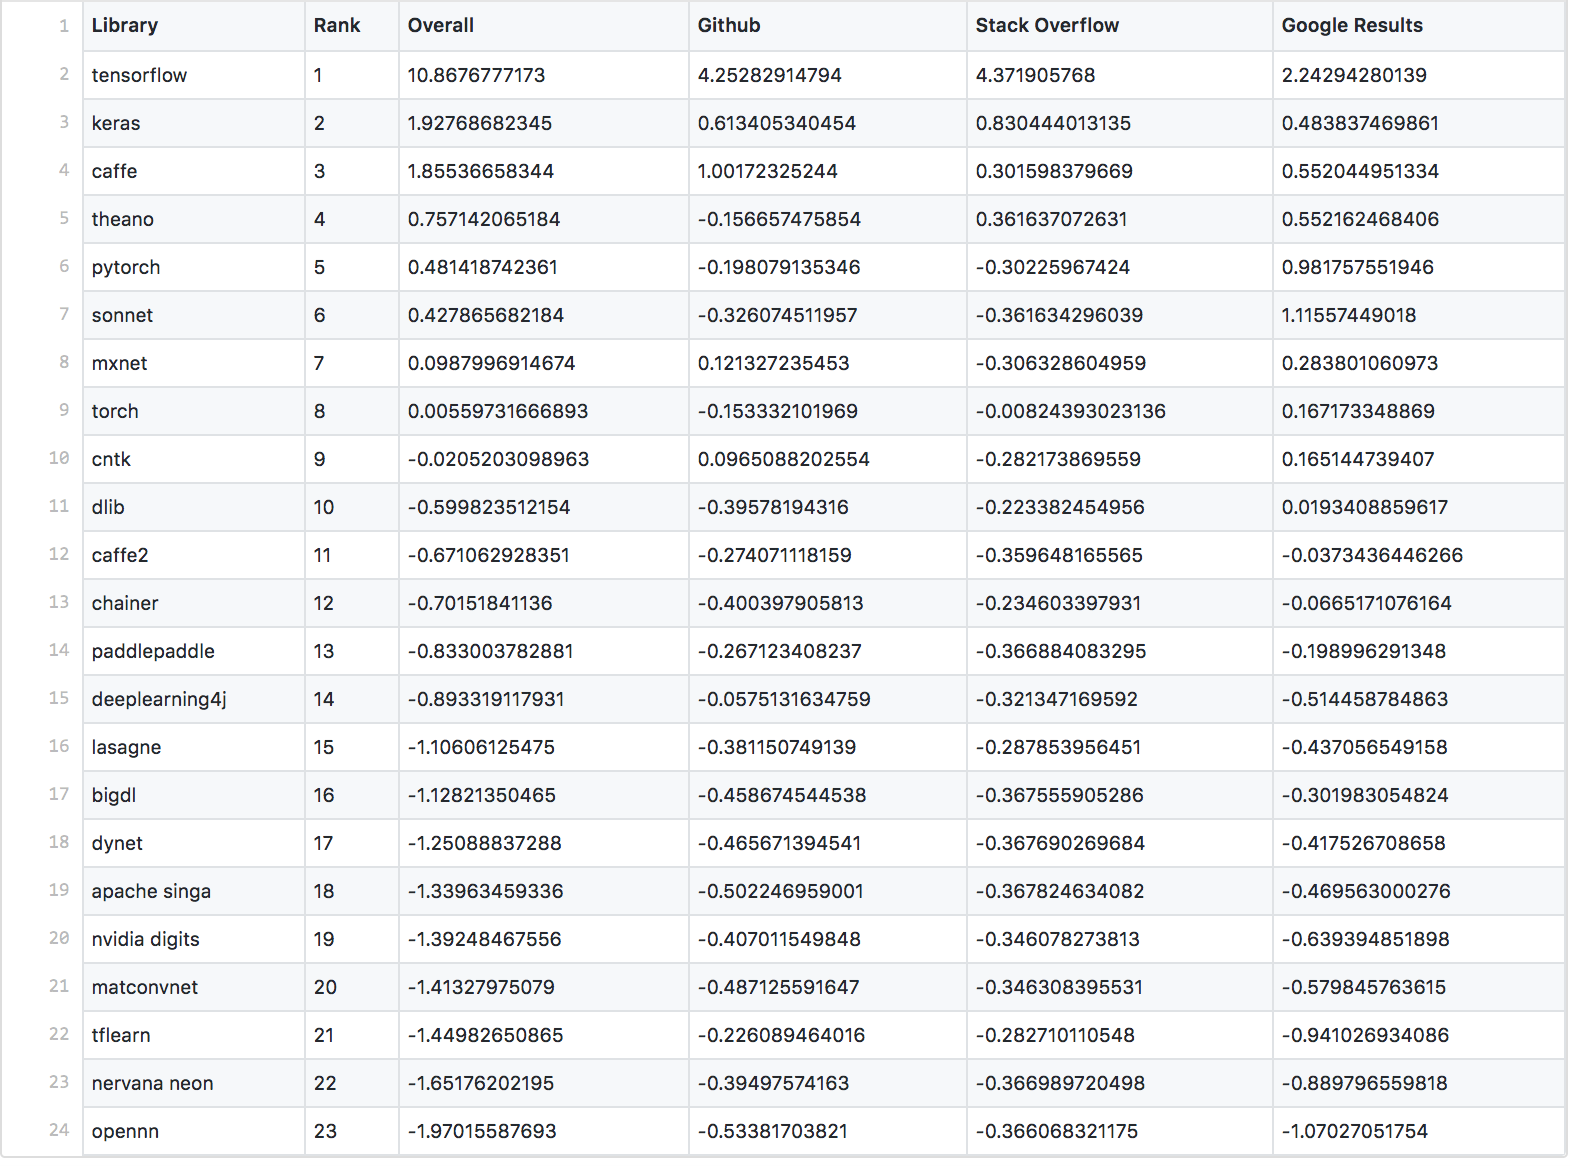 1 Library Rank Overall Github Stack Overflow Google Results
2 tensorflow 1 10.8676777173 4.25282914794 4.371905768 2.24294280139
3 keras 2 1.92768682345 0.613405340454 0.830444013135 0.483837469861
4 caffe 3 1.85536658344 1.00172325244 0.301598379669 0.552044951334
5 theano 4 0.757142065184 -0.156657475854 0.361637072631 0.552162468406
6 pytorch 5 0.481418742361 -0.198079135346 -0.30225967424 0.981757551946
7 sonnet 6 0.427865682184 -0.326074511957 -0.361634296039 1.11557449018
8 mxnet 7 0.0987996914674 0.121327235453 -0.306328604959 0.283801060973
9 torch 8 0.00559731666893 -0.153332101969 -0.00824393023136 0.167173348869
10 cntk 9 -0.0205203098963 0.0965088202554 -0.282173869559 0.165144739407
11 dlib 10 -0.599823512154 -0.39578194316 -0.223382454956 0.0193408859617
12 caffe2 11 -0.671062928351 -0.274071118159 -0.359648165565 -0.0373436446266
13 chainer 12 -0.70151841136 -0.400397905813 -0.234603397931 -0.0665171076164
14 paddlepaddle 13 -0.833003782881 -0.267123408237 -0.366884083295 -0.198996291348
15 deeplearning4j 14 -0.893319117931 -0.0575131634759 -0.321347169592 -0.514458784863
16 lasagne 15 -1.10606125475 -0.381150749139 -0.287853956451 -0.437056549158
17 bigdl 16 -1.12821350465 -0.458674544538 -0.367555905286 -0.301983054824
18 dynet 17 -1.25088837288 -0.465671394541 -0.367690269684 -0.417526708658
19 apache singa 18 -1.33963459336 -0.502246959001 -0.367824634082 -0.469563000276
20 nvidia digits 19 -1.39248467556 -0.407011549848 -0.346078273813 -0.639394851898
21 matconvnet 20 -1.41327975079 -0.487125591647 -0.346308395531 -0.579845763615
22 tflearn 21 -1.44982650865 -0.226089464016 -0.282710110548 -0.941026934086
23 nervana neon 22 -1.65176202195 -0.39497574163 -0.366989720498 -0.889796559818
24 opennn 23 -1.97015587693 -0.53381703821 -0.366068321175 -1.07027051754